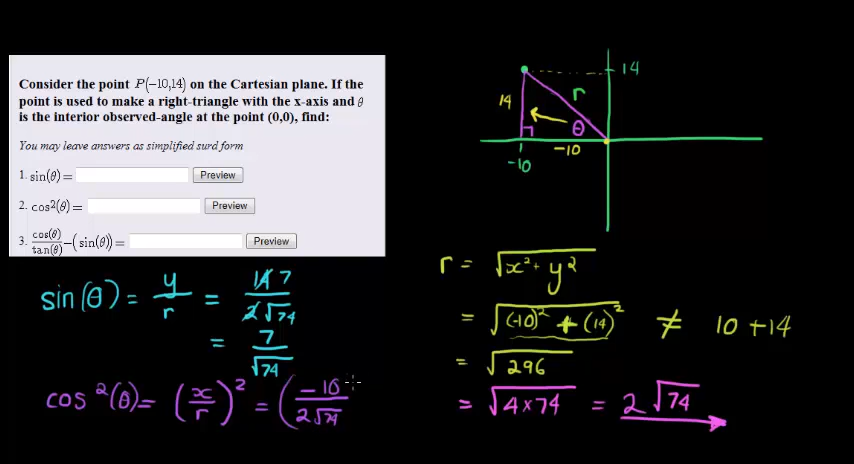 Consider the point P(−10,14) on the Cartesian plane. If the
point is used to make a right-triangle with the x-axis and θ
is the interior observed-angle at the point (0,0), find:
You may leave answers as simplified surd form
1. sin(θ) = Preview
2. cos²(θ) = Preview
3. cos(θ)/tan(θ) − (sin(θ)) = Preview
14
14
r
θ
-10
-10
r = √(x² + y²)
= √((-10)² + (14)²) ≠ 10 + 14
= √296
= √(4 × 74) = 2√74
sin(θ) = y/r = 14 7/2√74
= 7/√74
cos²(θ) = (x/r)² = (-10/2√74